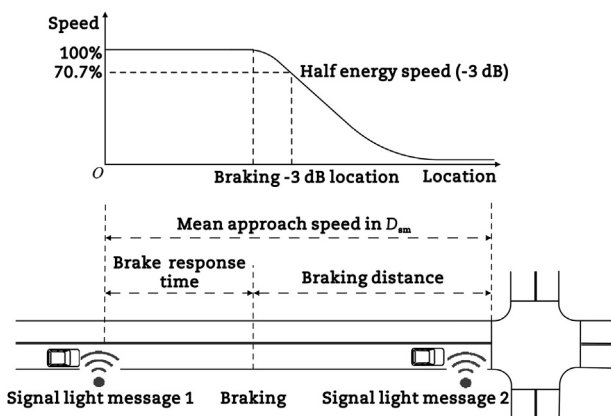 Speed
100%
70.7%
Half energy speed (-3 dB)
O
Braking -3 dB location
Location
Mean approach speed in Dsm
Brake response
time
Braking distance
Signal light message 1
Braking
Signal light message 2